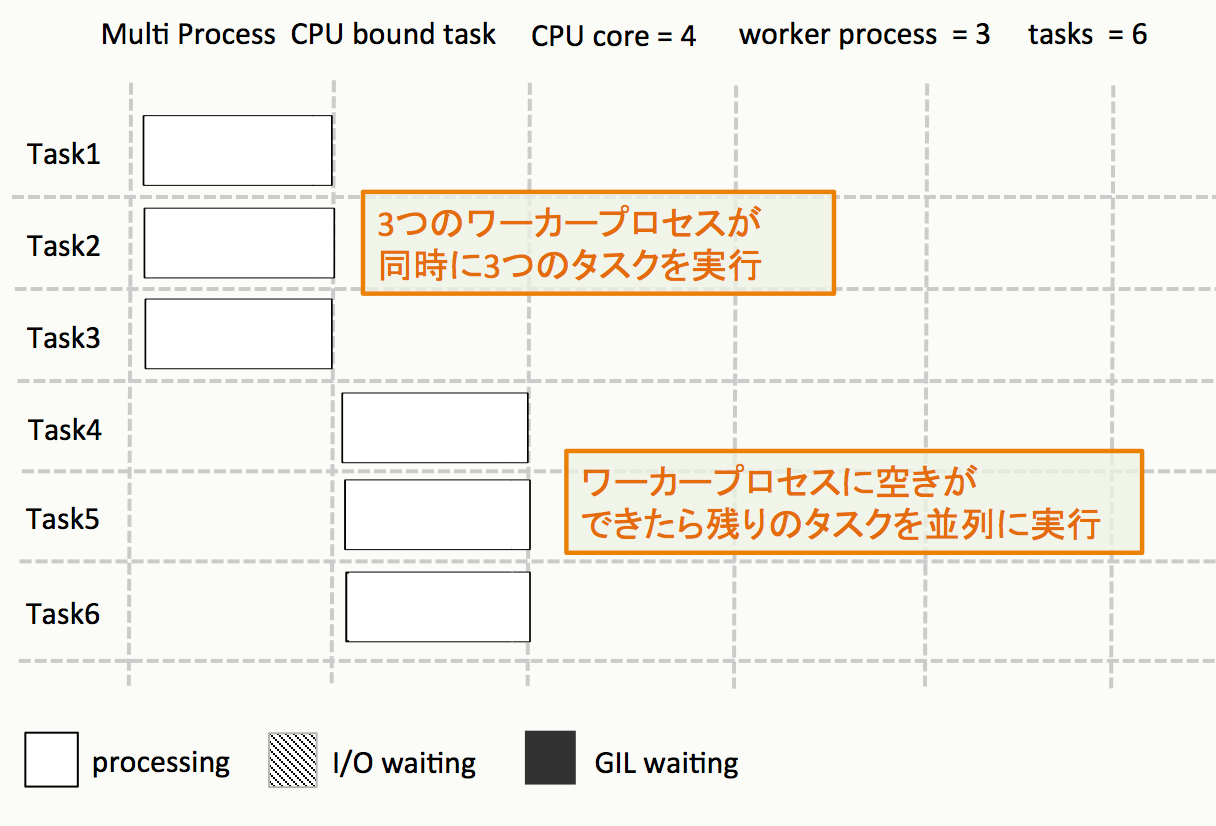 Multi Process CPU bound task CPU core = 4 worker process = 3 tasks = 6
Task1
Task2
3つのワーカープロセスが
同時に3つのタスクを実行
Task3
Task4
ワーカープロセスに空きが
できたら残りのタスクを並列に実行
Task5
Task6
processing I/O waiting GIL waiting